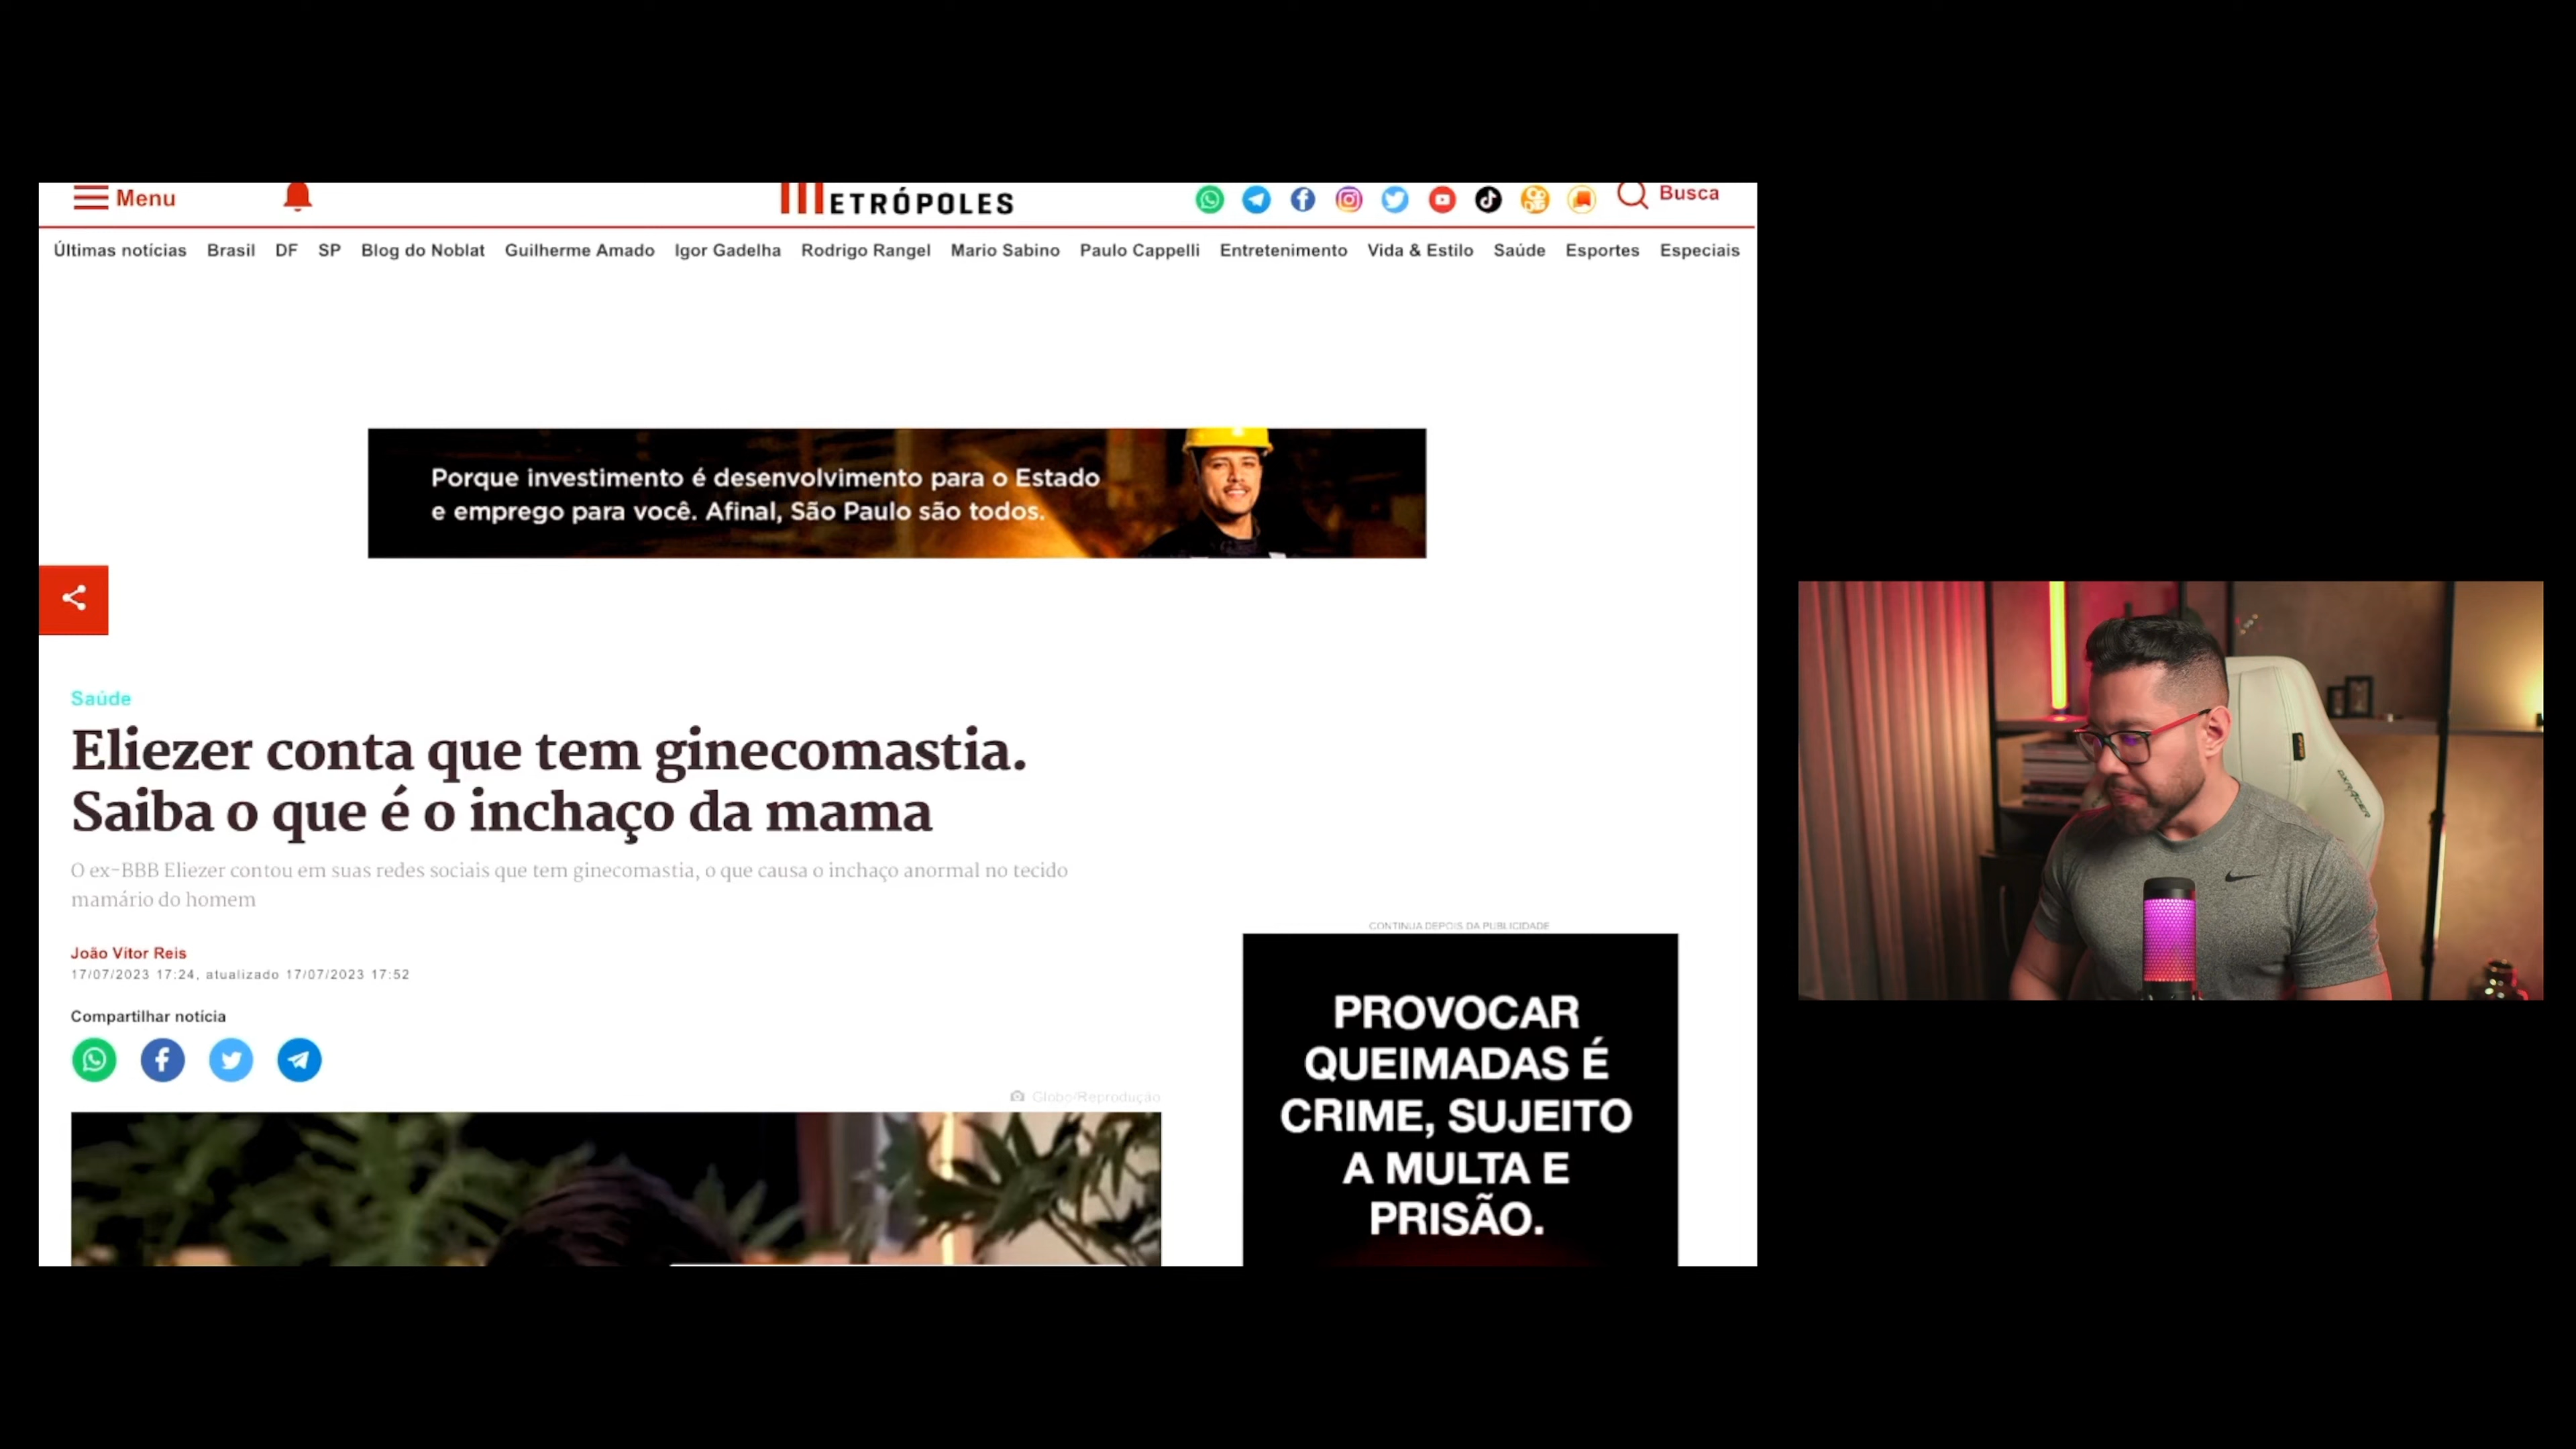 Menu
METRÓPOLES
Busca
Últimas notícias Brasil DF SP Blog do Noblat Guilherme Amado Igor Gadelha Rodrigo Rangel Mario Sabino Paulo Cappelli Entretenimento Vida & Estilo Saúde Esportes Especiais
Porque investimento é desenvolvimento para o Estado
e emprego para você. Afinal, São Paulo são todos.
Saúde
Eliezer conta que tem ginecomastia.
Saiba o que é o inchaço da mama
O ex-BBB Eliezer contou em suas redes sociais que tem ginecomastia, o que causa o inchaço anormal no tecido
mamário do homem
João Vitor Reis
17/07/2023 17:24, atualizado 17/07/2023 17:52
Compartilhar notícia
Globo/Reprodução
CONTINUA DEPOIS DA PUBLICIDADE
PROVOCAR
QUEIMADAS É
CRIME, SUJEITO
A MULTA E
PRISÃO.
DXRACER